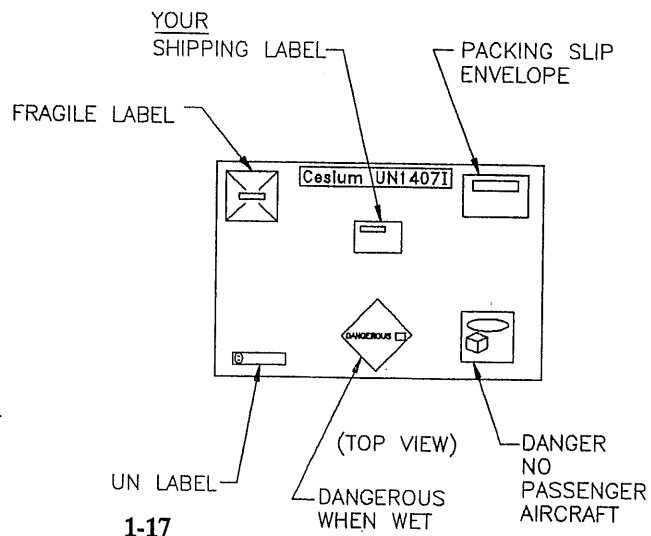 YOUR
SHIPPING LABEL
PACKING SLIP
ENVELOPE
FRAGILE LABEL
Cesium UN1407I
DANGEROUS
(TOP VIEW)
UN LABEL
DANGEROUS
WHEN WET
DANGER
NO
PASSENGER
AIRCRAFT
1-17